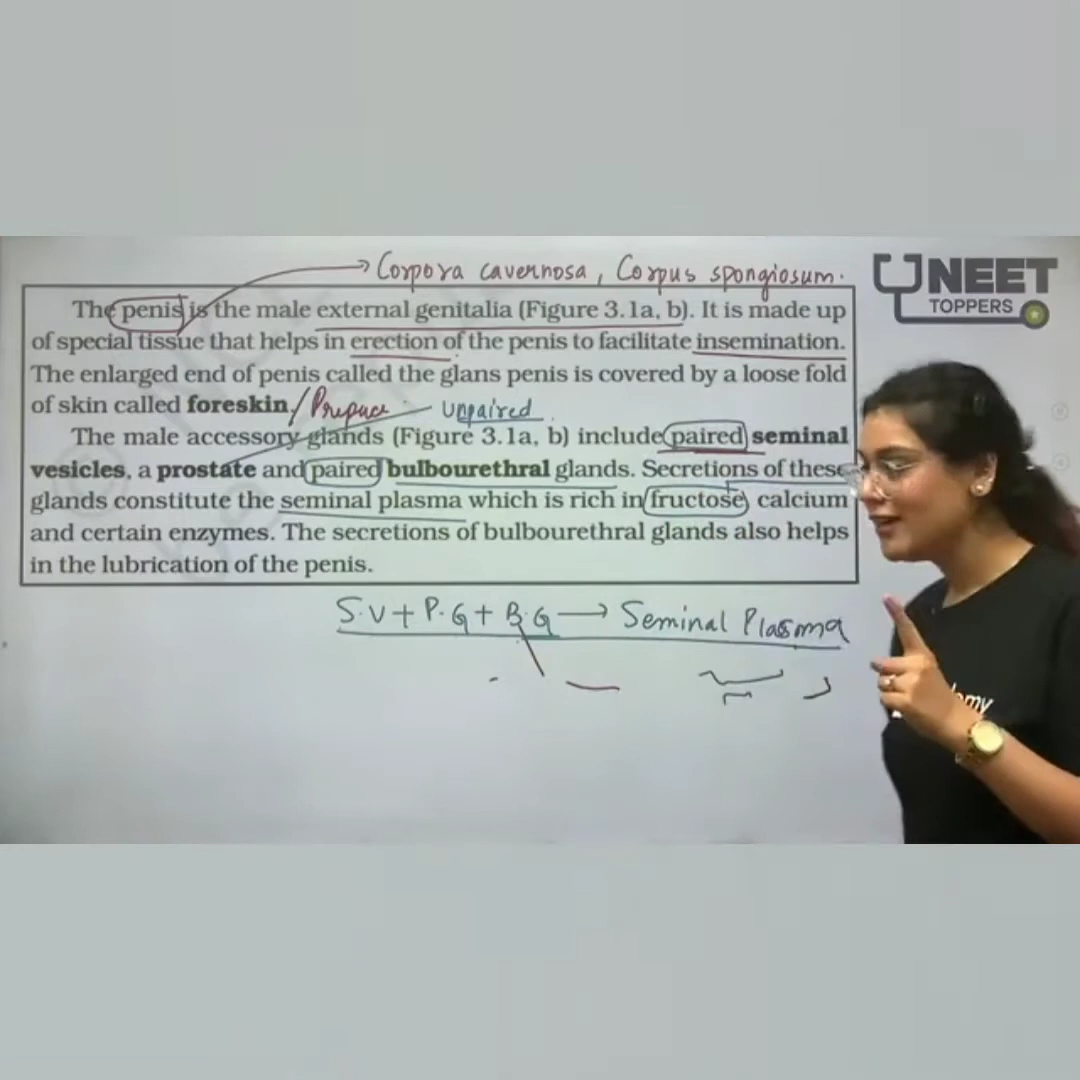 Corpora cavernosa, Corpus spongiosum.
NEET
TOPPERS
The penis is the male external genitalia (Figure 3.1a, b). It is made up
of special tissue that helps in erection of the penis to facilitate insemination.
The enlarged end of penis called the glans penis is covered by a loose fold
of skin called foreskin. / Prepuce unpaired
The male accessory glands (Figure 3.1a, b) include paired seminal
vesicles, a prostate and paired bulbourethral glands. Secretions of these
glands constitute the seminal plasma which is rich in fructose, calcium
and certain enzymes. The secretions of bulbourethral glands also helps
in the lubrication of the penis.
S.V + P.G + B.G → Seminal Plasma